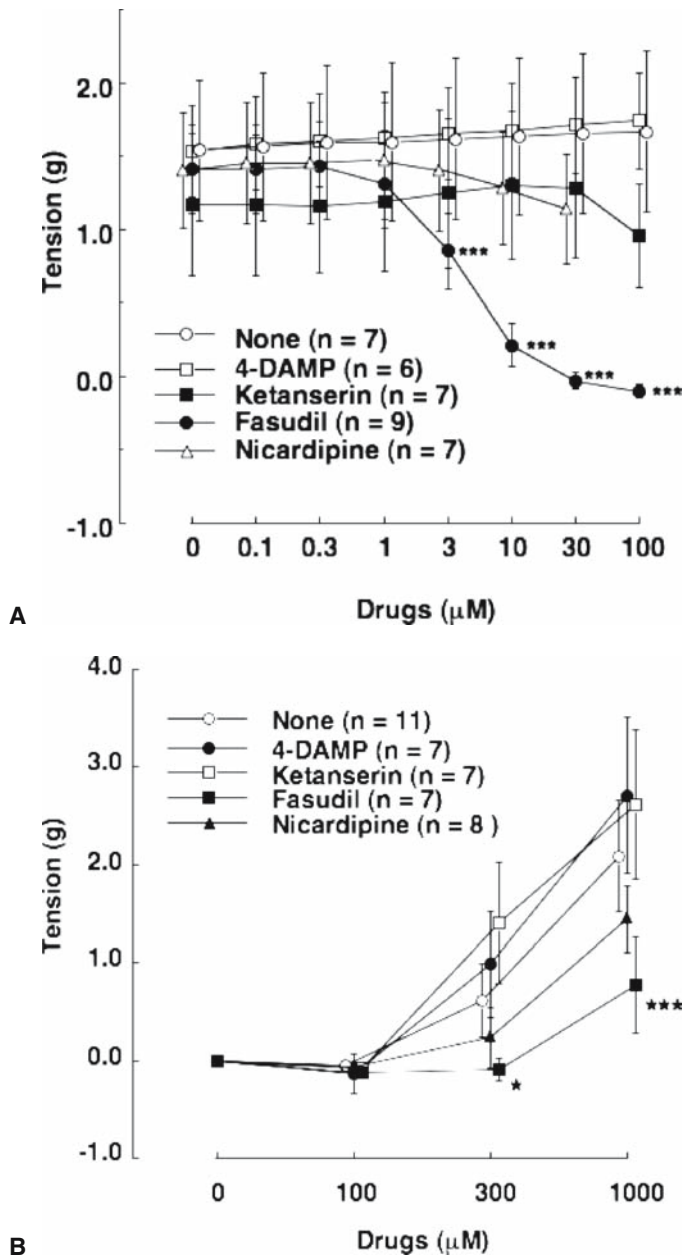 2.0
1.0
0.0
-1.0
Tension (g)
None (n = 7)
4-DAMP (n = 6)
Ketanserin (n = 7)
Fasudil (n = 9)
Nicardipine (n = 7)
***
***
***
***
0 0.1 0.3 1 3 10 30 100
Drugs (μM)
A
4.0
3.0
2.0
1.0
0.0
-1.0
Tension (g)
None (n = 11)
4-DAMP (n = 7)
Ketanserin (n = 7)
Fasudil (n = 7)
Nicardipine (n = 8 )
***
*
0 100 300 1000
Drugs (μM)
B